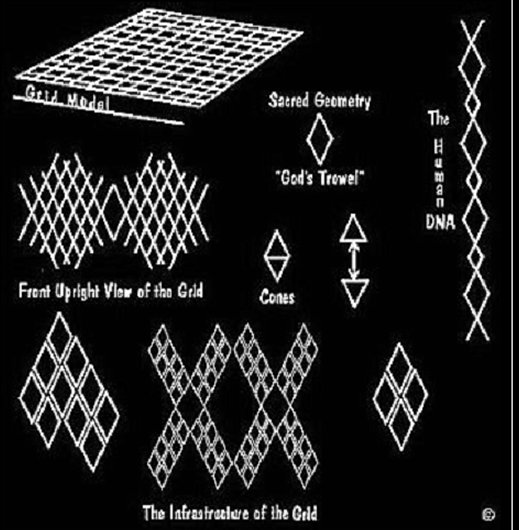 Grid Model
Sacred Geometry
"God's Trowel"
The
Human
DNA
Front Upright View of the Grid
Cones
The Infrastructure of the Grid
©